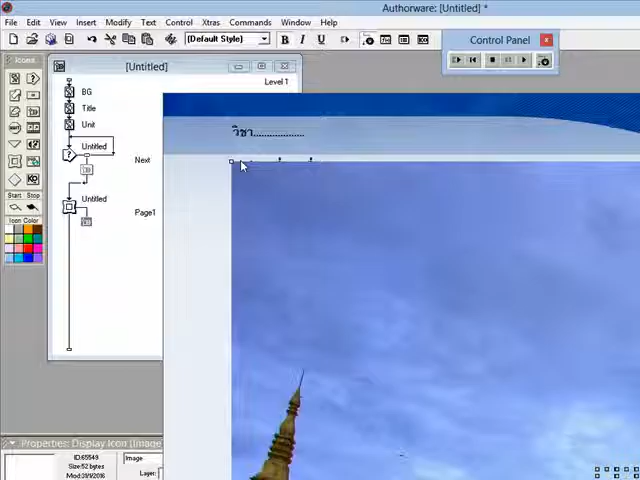 Authorware: [Untitled] *
File Edit View Insert Modify Text Control Xtras Commands Window Help
(Default Style)
B I U
Control Panel
Icons
[Untitled]
Level 1
BG
Title
Unit
Untitled
Next
Untitled
Page1
Start Stop
Icon Color
วิชา..................
Properties: Display Icon [Image
ID:65549
Size:52 bytes
Image
Layer: